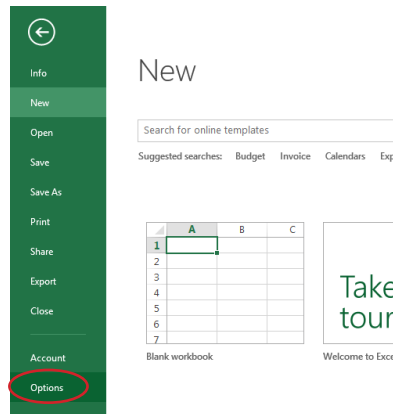 Info
New
Open
Save
Save As
Print
Share
Export
Close
Account
Options
New
Search for online templates
Suggested searches: Budget Invoice Calendars Exp
A B C
1
2
3
4
5
6
7
Blank workbook
Take
tour
Welcome to Exce